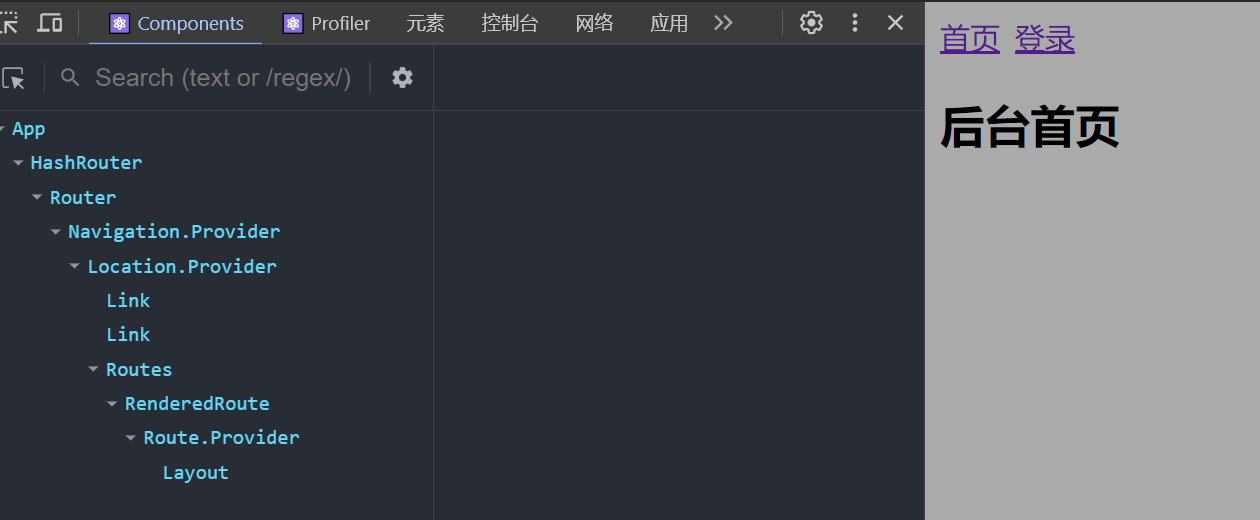 Components Profiler 元素 控制台 网络 应用
Search (text or /regex/)
App
HashRouter
Router
Navigation.Provider
Location.Provider
Link
Link
Routes
RenderedRoute
Route.Provider
Layout
首页 登录
后台首页